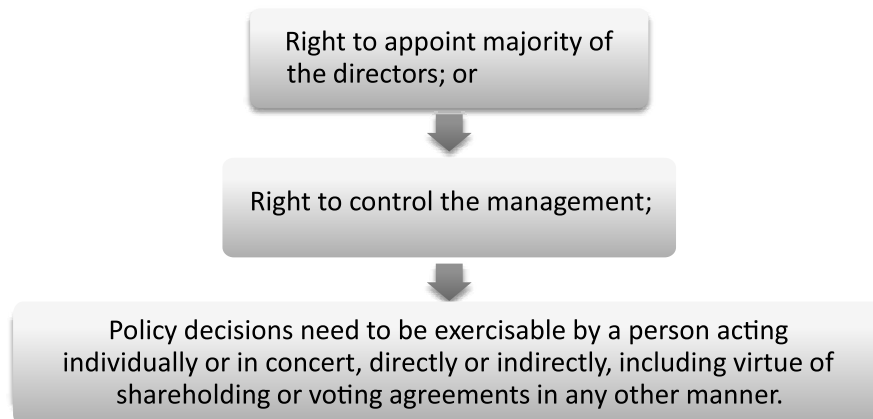 Right to appoint majority of
the directors; or
Right to control the management;
Policy decisions need to be exercisable by a person acting
individually or in concert, directly or indirectly, including virtue of
shareholding or voting agreements in any other manner.